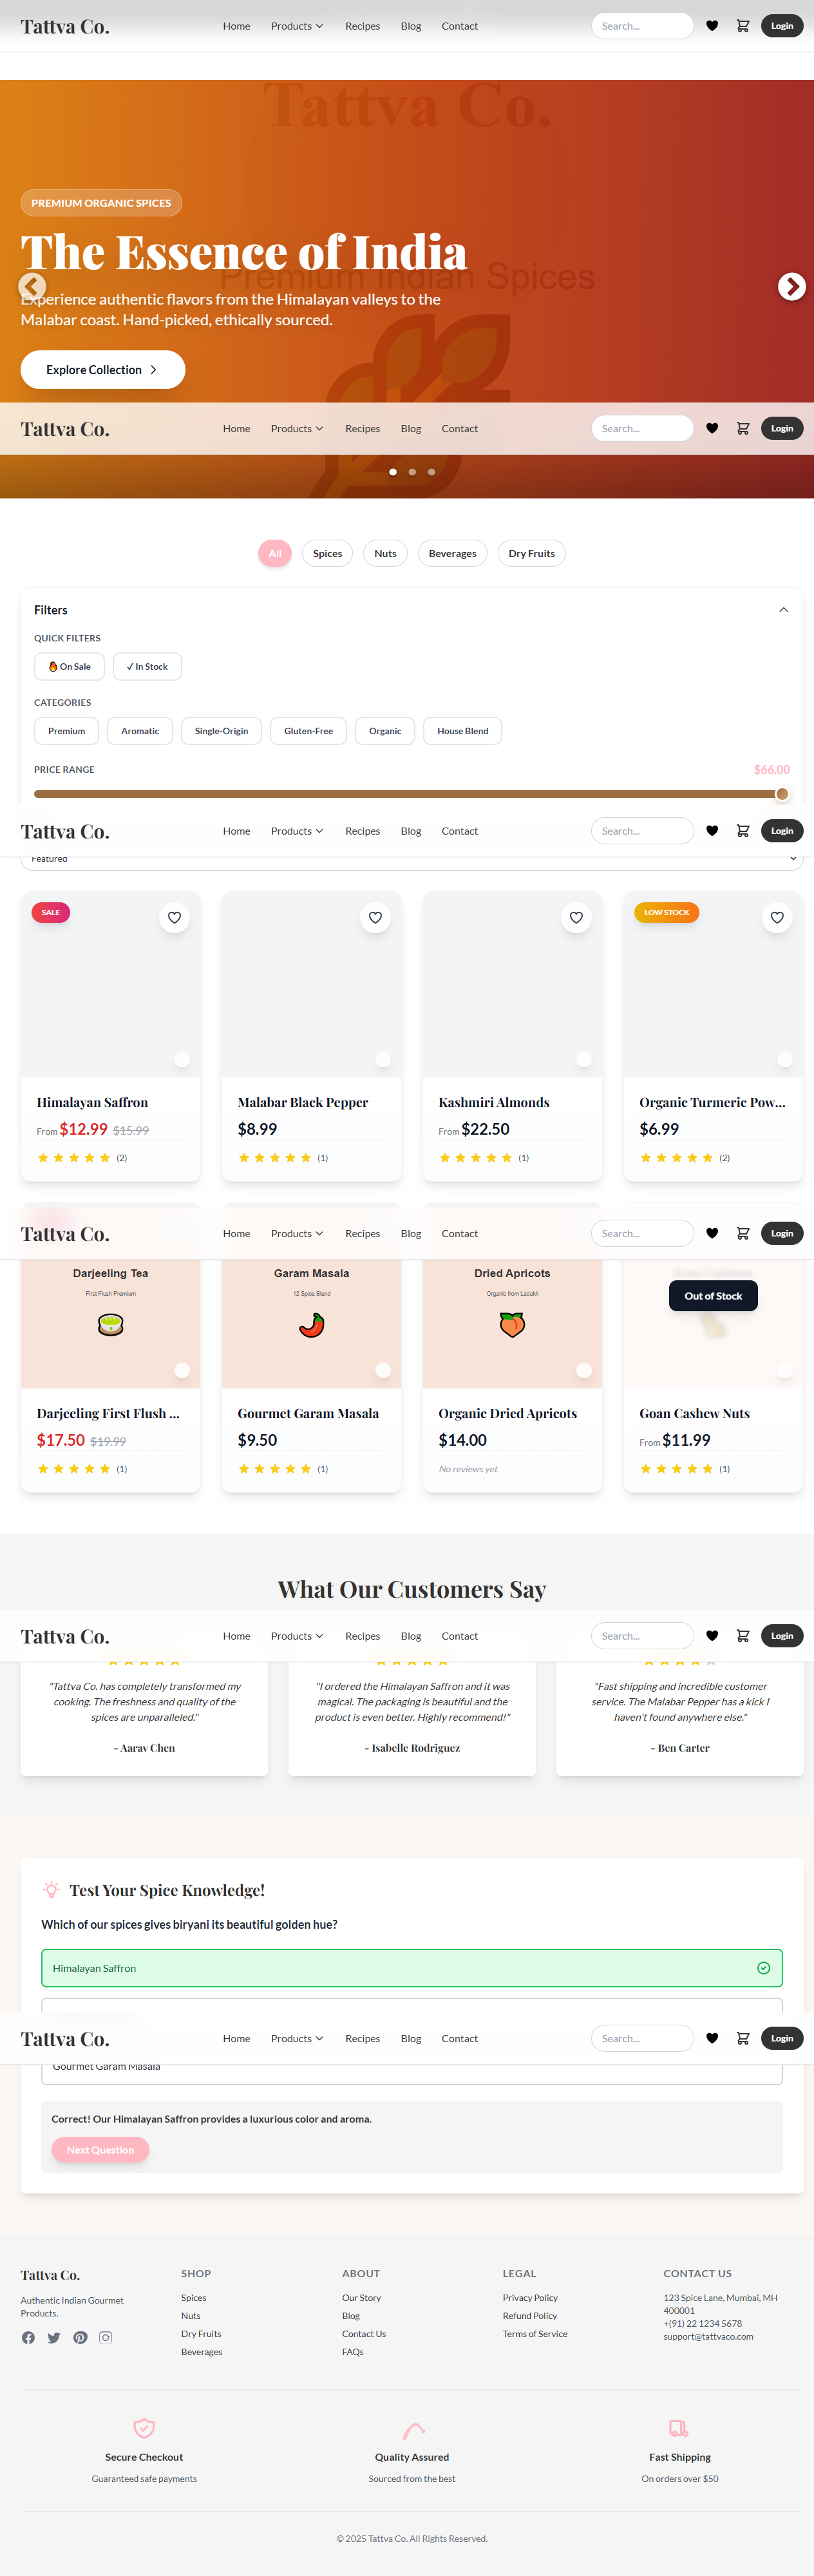 Tattva Co.
Home Products Recipes Blog Contact
Search...
Login
Tattva Co.
PREMIUM ORGANIC SPICES
The Essence of India
Premium Indian Spices
Experience authentic flavors from the Himalayan valleys to the
Malabar coast. Hand-picked, ethically sourced.
Explore Collection
Tattva Co.
Home Products Recipes Blog Contact
Search...
Login
All Spices Nuts Beverages Dry Fruits
Filters
QUICK FILTERS
On Sale ✓ In Stock
CATEGORIES
Premium Aromatic Single-Origin Gluten-Free Organic House Blend
PRICE RANGE $66.00
Tattva Co.
Home Products Recipes Blog Contact
Search...
Login
Featured
SALE
LOW STOCK
Himalayan Saffron
From $12.99 $15.99
(2)
Malabar Black Pepper
$8.99
(1)
Kashmiri Almonds
From $22.50
(1)
Organic Turmeric Pow...
$6.99
(2)
Tattva Co.
Home Products Recipes Blog Contact
Search...
Login
Darjeeling Tea
First Flush Premium
Garam Masala
12 Spice Blend
Dried Apricots
Organic from Ladakh
Out of Stock
Darjeeling First Flush ...
$17.50 $19.99
(1)
Gourmet Garam Masala
$9.50
(1)
Organic Dried Apricots
$14.00
No reviews yet
Goan Cashew Nuts
From $11.99
(1)
What Our Customers Say
Tattva Co.
Home Products Recipes Blog Contact
Search...
Login
"Tattva Co. has completely transformed my
cooking. The freshness and quality of the
spices are unparalleled."
- Aarav Chen
"I ordered the Himalayan Saffron and it was
magical. The packaging is beautiful and the
product is even better. Highly recommend!"
- Isabelle Rodriguez
"Fast shipping and incredible customer
service. The Malabar Pepper has a kick I
haven't found anywhere else."
- Ben Carter
Test Your Spice Knowledge!
Which of our spices gives biryani its beautiful golden hue?
Himalayan Saffron
Tattva Co.
Home Products Recipes Blog Contact
Search...
Login
Gourmet Garam Masala
Correct! Our Himalayan Saffron provides a luxurious color and aroma.
Next Question
Tattva Co.
Authentic Indian Gourmet
Products.
SHOP
Spices
Nuts
Dry Fruits
Beverages
ABOUT
Our Story
Blog
Contact Us
FAQs
LEGAL
Privacy Policy
Refund Policy
Terms of Service
CONTACT US
123 Spice Lane, Mumbai, MH
400001
+(91) 22 1234 5678
support@tattvaco.com
Secure Checkout
Guaranteed safe payments
Quality Assured
Sourced from the best
Fast Shipping
On orders over $50
© 2025 Tattva Co. All Rights Reserved.